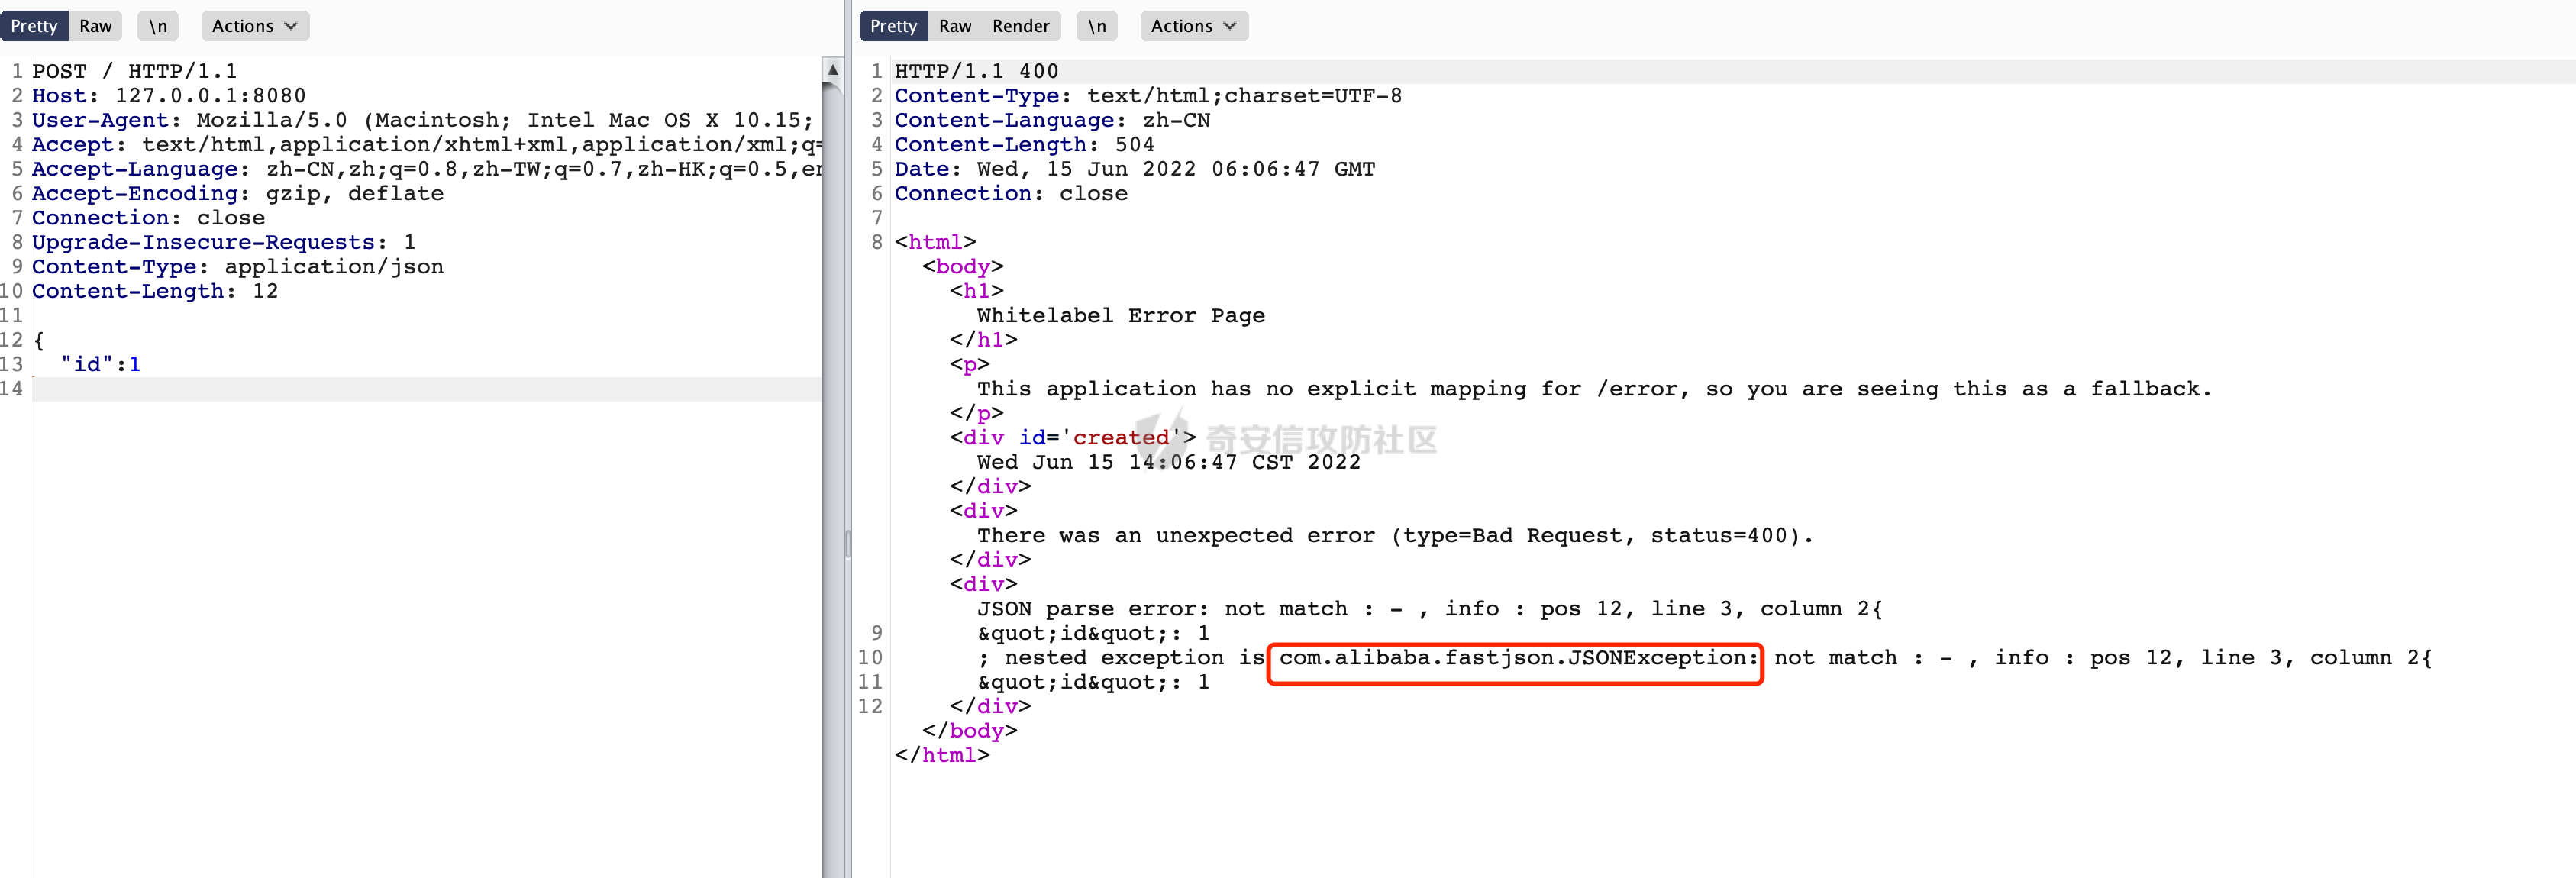 Pretty Raw \n Actions
1 POST / HTTP/1.1
2 Host: 127.0.0.1:8080
3 User-Agent: Mozilla/5.0 (Macintosh; Intel Mac OS X 10.15;
4 Accept: text/html,application/xhtml+xml,application/xml;q=
5 Accept-Language: zh-CN,zh;q=0.8,zh-TW;q=0.7,zh-HK;q=0.5,en
6 Accept-Encoding: gzip, deflate
7 Connection: close
8 Upgrade-Insecure-Requests: 1
9 Content-Type: application/json
10 Content-Length: 12
11
12 {
13 "id":1
14
Pretty Raw Render \n Actions
1 HTTP/1.1 400
2 Content-Type: text/html;charset=UTF-8
3 Content-Language: zh-CN
4 Content-Length: 504
5 Date: Wed, 15 Jun 2022 06:06:47 GMT
6 Connection: close
7
8 <html>
<body>
<h1>
Whitelabel Error Page
</h1>
<p>
This application has no explicit mapping for /error, so you are seeing this as a fallback.
</p>
<div id='created'>
Wed Jun 15 14:06:47 CST 2022
</div>
<div>
There was an unexpected error (type=Bad Request, status=400).
</div>
<div>
JSON parse error: not match : - , info : pos 12, line 3, column 2{
9 &quot;id&quot;: 1
10 ; nested exception is com.alibaba.fastjson.JSONException: not match : - , info : pos 12, line 3, column 2{
11 &quot;id&quot;: 1
12 </div>
</body>
</html>
奇安信攻防社区